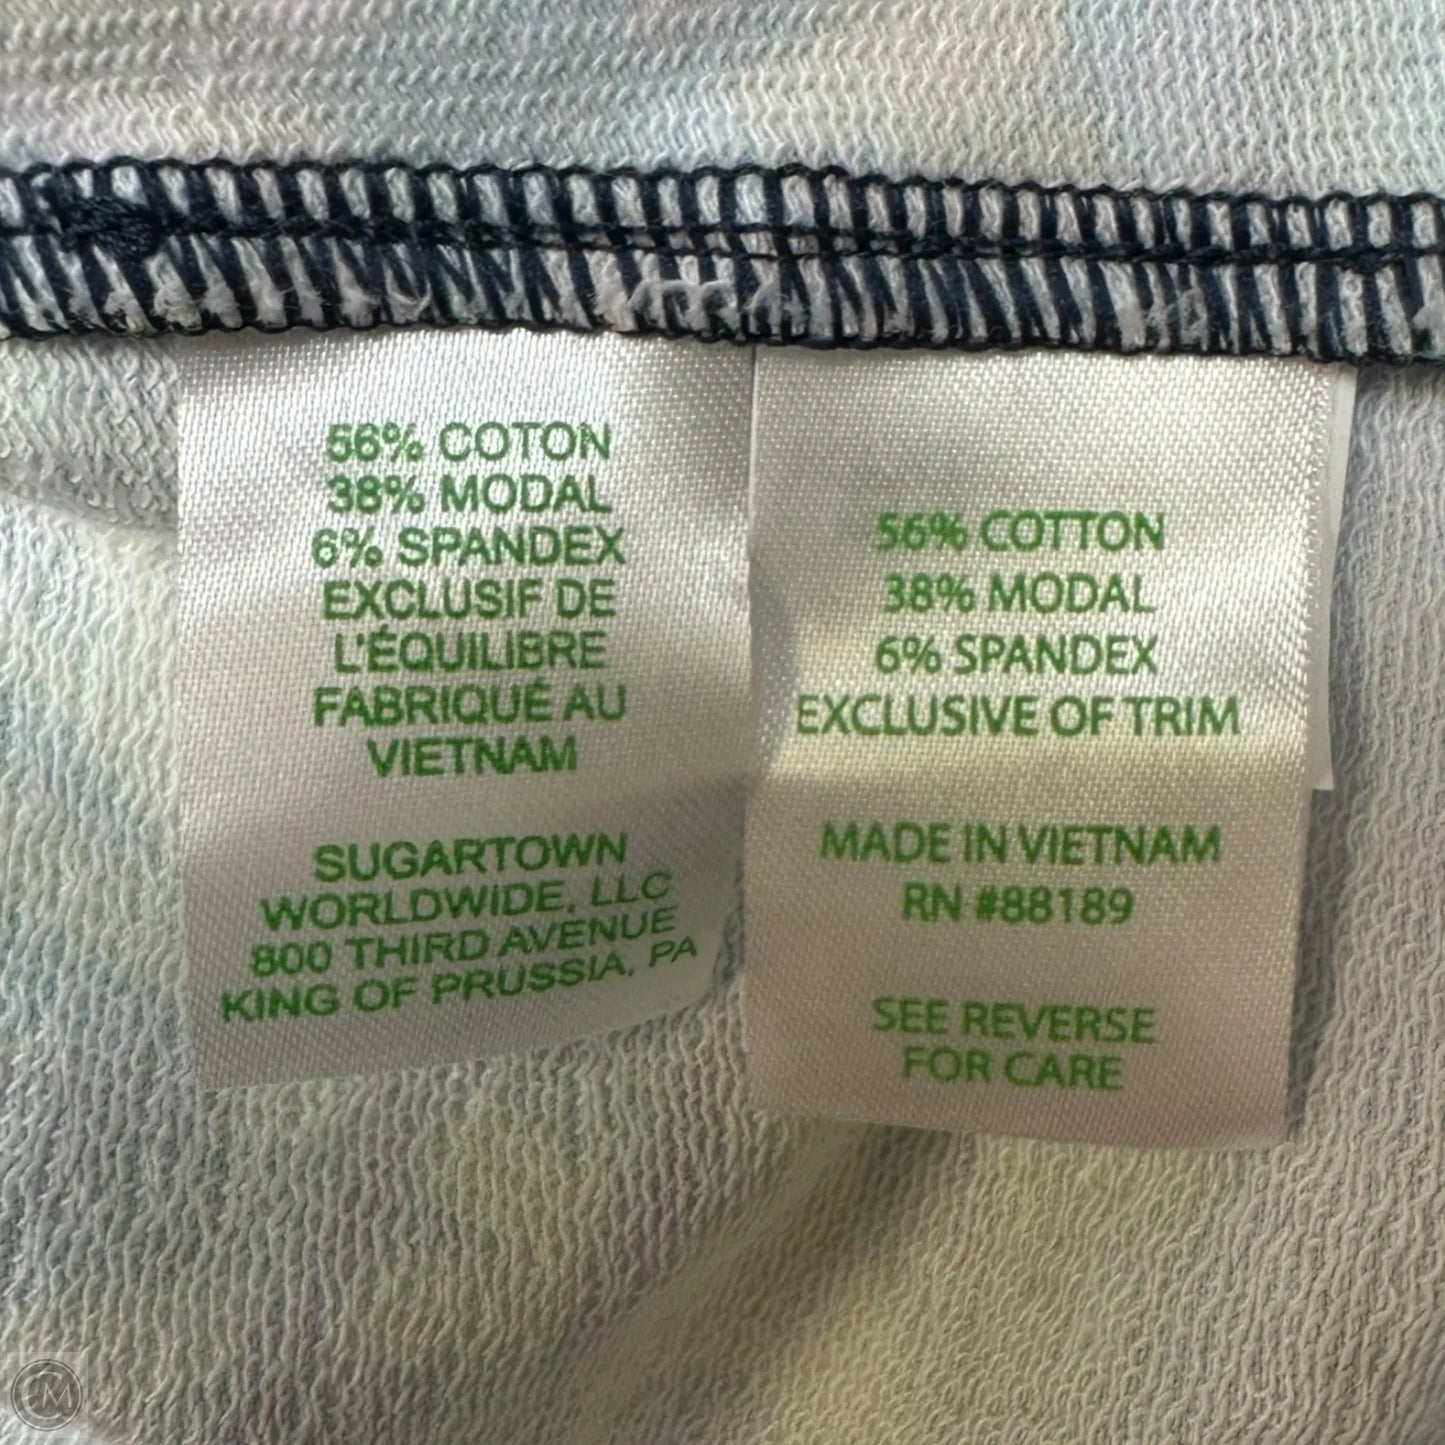 56% COTON
38% MODAL
6% SPANDEX
EXCLUSIF DE
L'ÉQUILIBRE
FABRIQUÉ AU
VIETNAM
SUGARTOWN
WORLDWIDE, LLC
800 THIRD AVENUE
KING OF PRUSSIA, PA
56% COTTON
38% MODAL
6% SPANDEX
EXCLUSIVE OF TRIM
MADE IN VIETNAM
RN #88189
SEE REVERSE
FOR CARE
CM